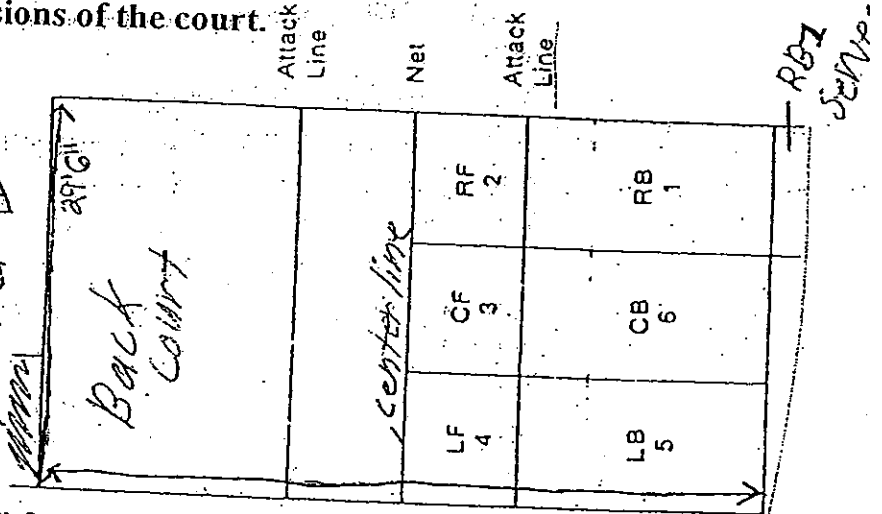 sions of the court.
Attack
Line
Net
Attack
Line
29'6"
Back
Court
center line
RF
2
RB
1
CF
3
CB
6
LF
4
LB
5
RB1